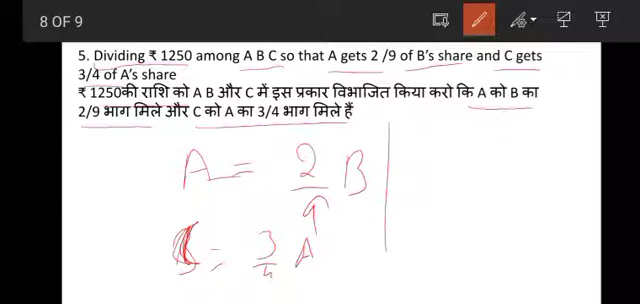 8 OF 9
5. Dividing ₹ 1250 among A B C so that A gets 2 /9 of B's share and C gets
3/4 of A's share
₹ 1250की राशि को A B और C में इस प्रकार विभाजित किया करो कि A को B का
2/9 भाग मिले और C को A का 3/4 भाग मिले हैं
A = 2/9 B
C = 3/4 A